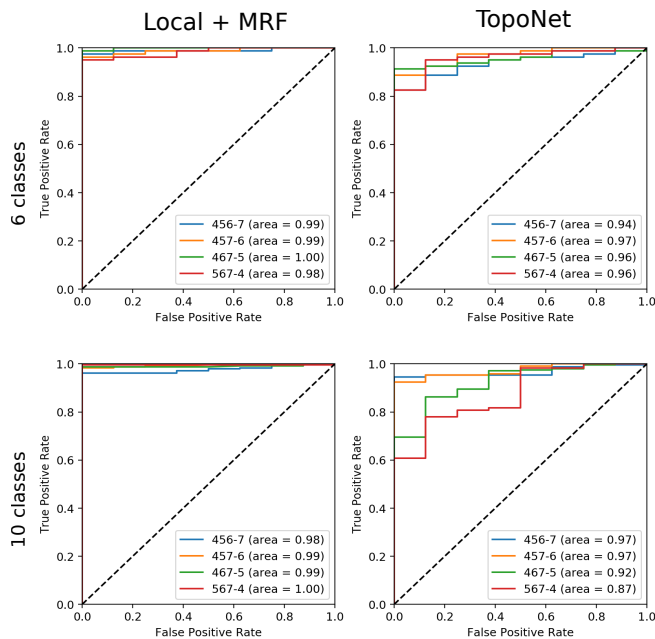 Local + MRF
TopoNet
6 classes
True Positive Rate
1.0
0.8
0.6
0.4
0.2
0.0
456-7 (area = 0.99)
457-6 (area = 0.99)
467-5 (area = 1.00)
567-4 (area = 0.98)
0.0 0.2 0.4 0.6 0.8 1.0
False Positive Rate
True Positive Rate
1.0
0.8
0.6
0.4
0.2
0.0
456-7 (area = 0.94)
457-6 (area = 0.97)
467-5 (area = 0.96)
567-4 (area = 0.96)
0.0 0.2 0.4 0.6 0.8 1.0
False Positive Rate
10 classes
True Positive Rate
1.0
0.8
0.6
0.4
0.2
0.0
456-7 (area = 0.98)
457-6 (area = 0.99)
467-5 (area = 0.99)
567-4 (area = 1.00)
0.0 0.2 0.4 0.6 0.8 1.0
False Positive Rate
True Positive Rate
1.0
0.8
0.6
0.4
0.2
0.0
456-7 (area = 0.97)
457-6 (area = 0.97)
467-5 (area = 0.92)
567-4 (area = 0.87)
0.0 0.2 0.4 0.6 0.8 1.0
False Positive Rate